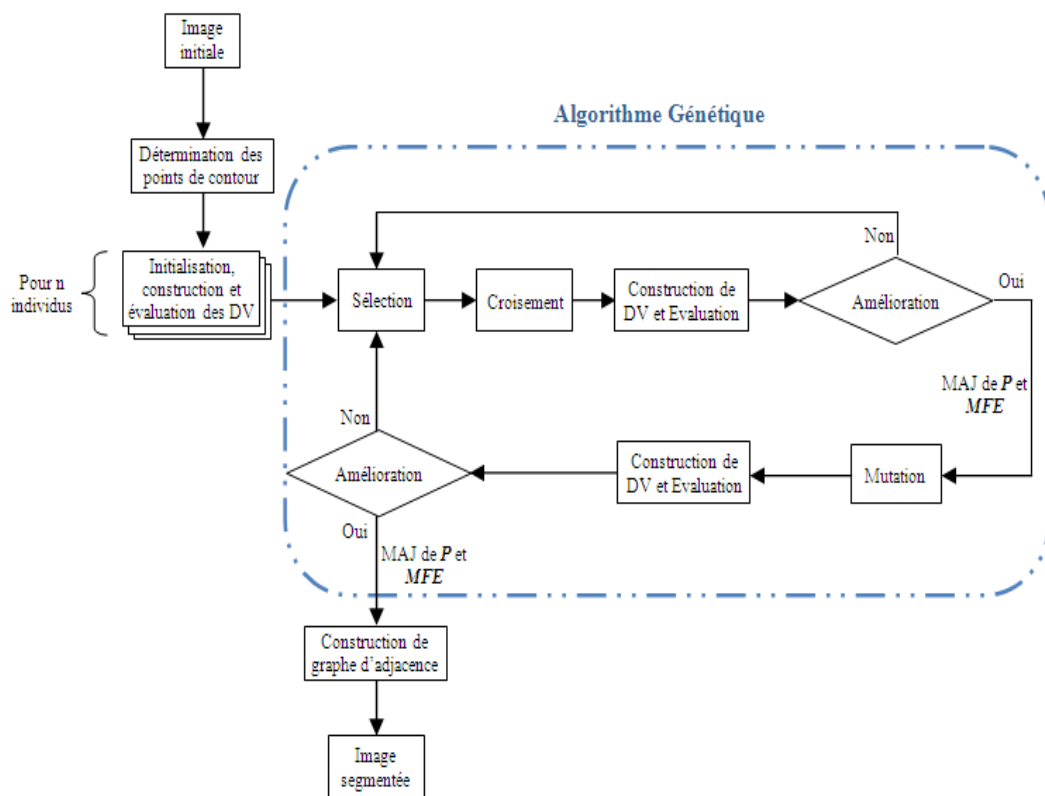 Image
initiale
Algorithme Génétique
Détermination des
points de contour
Non
Pour n
individus
Initialisation,
construction et
évaluation des DV
Sélection
Croisement
Construction de
DV et Evaluation
Amélioration
Oui
MAJ de P et
MFE
Non
Amélioration
Construction de
DV et Evaluation
Mutation
Oui
MAJ de P et
MFE
Construction de
graphe d'adjacence
Image
segmentée